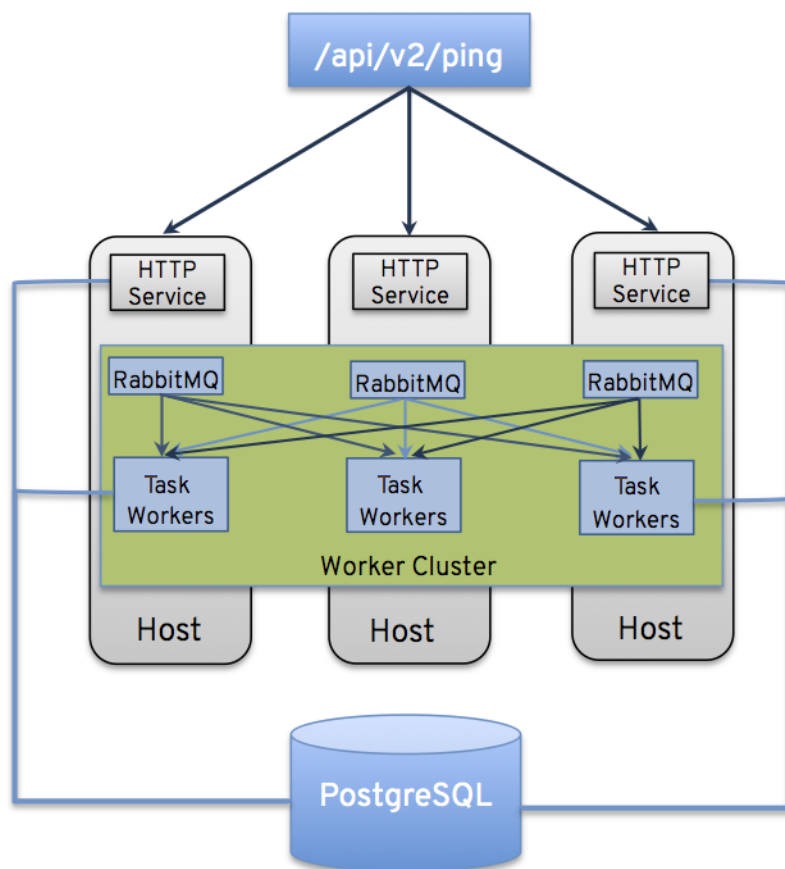 /api/v2/ping
HTTP
Service
HTTP
Service
HTTP
Service
RabbitMQ
RabbitMQ
RabbitMQ
Task
Workers
Task
Workers
Task
Workers
Worker Cluster
Host
Host
Host
PostgreSQL